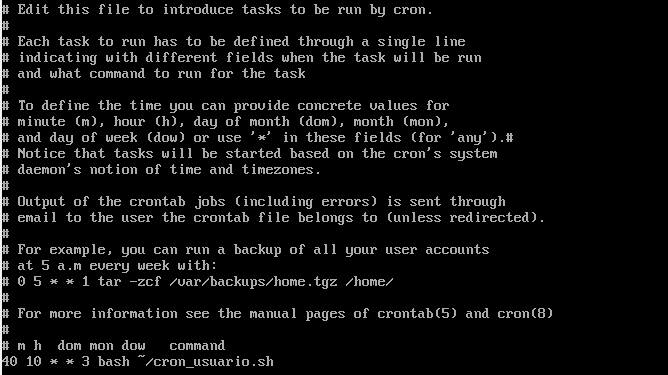 # Edit this file to introduce tasks to be run by cron.
#
# Each task to run has to be defined through a single line
# indicating with different fields when the task will be run
# and what command to run for the task
#
# To define the time you can provide concrete values for
# minute (m), hour (h), day of month (dom), month (mon),
# and day of week (dow) or use '*' in these fields (for 'any').#
# Notice that tasks will be started based on the cron's system
# daemon's notion of time and timezones.
#
# Output of the crontab jobs (including errors) is sent through
# email to the user the crontab file belongs to (unless redirected).
#
# For example, you can run a backup of all your user accounts
# at 5 a.m every week with:
# 0 5 * * 1 tar -zcf /var/backups/home.tgz /home/
#
# For more information see the manual pages of crontab(5) and cron(8)
#
# m h  dom mon dow   command
40 10 * * 3 bash ~/cron_usuario.sh